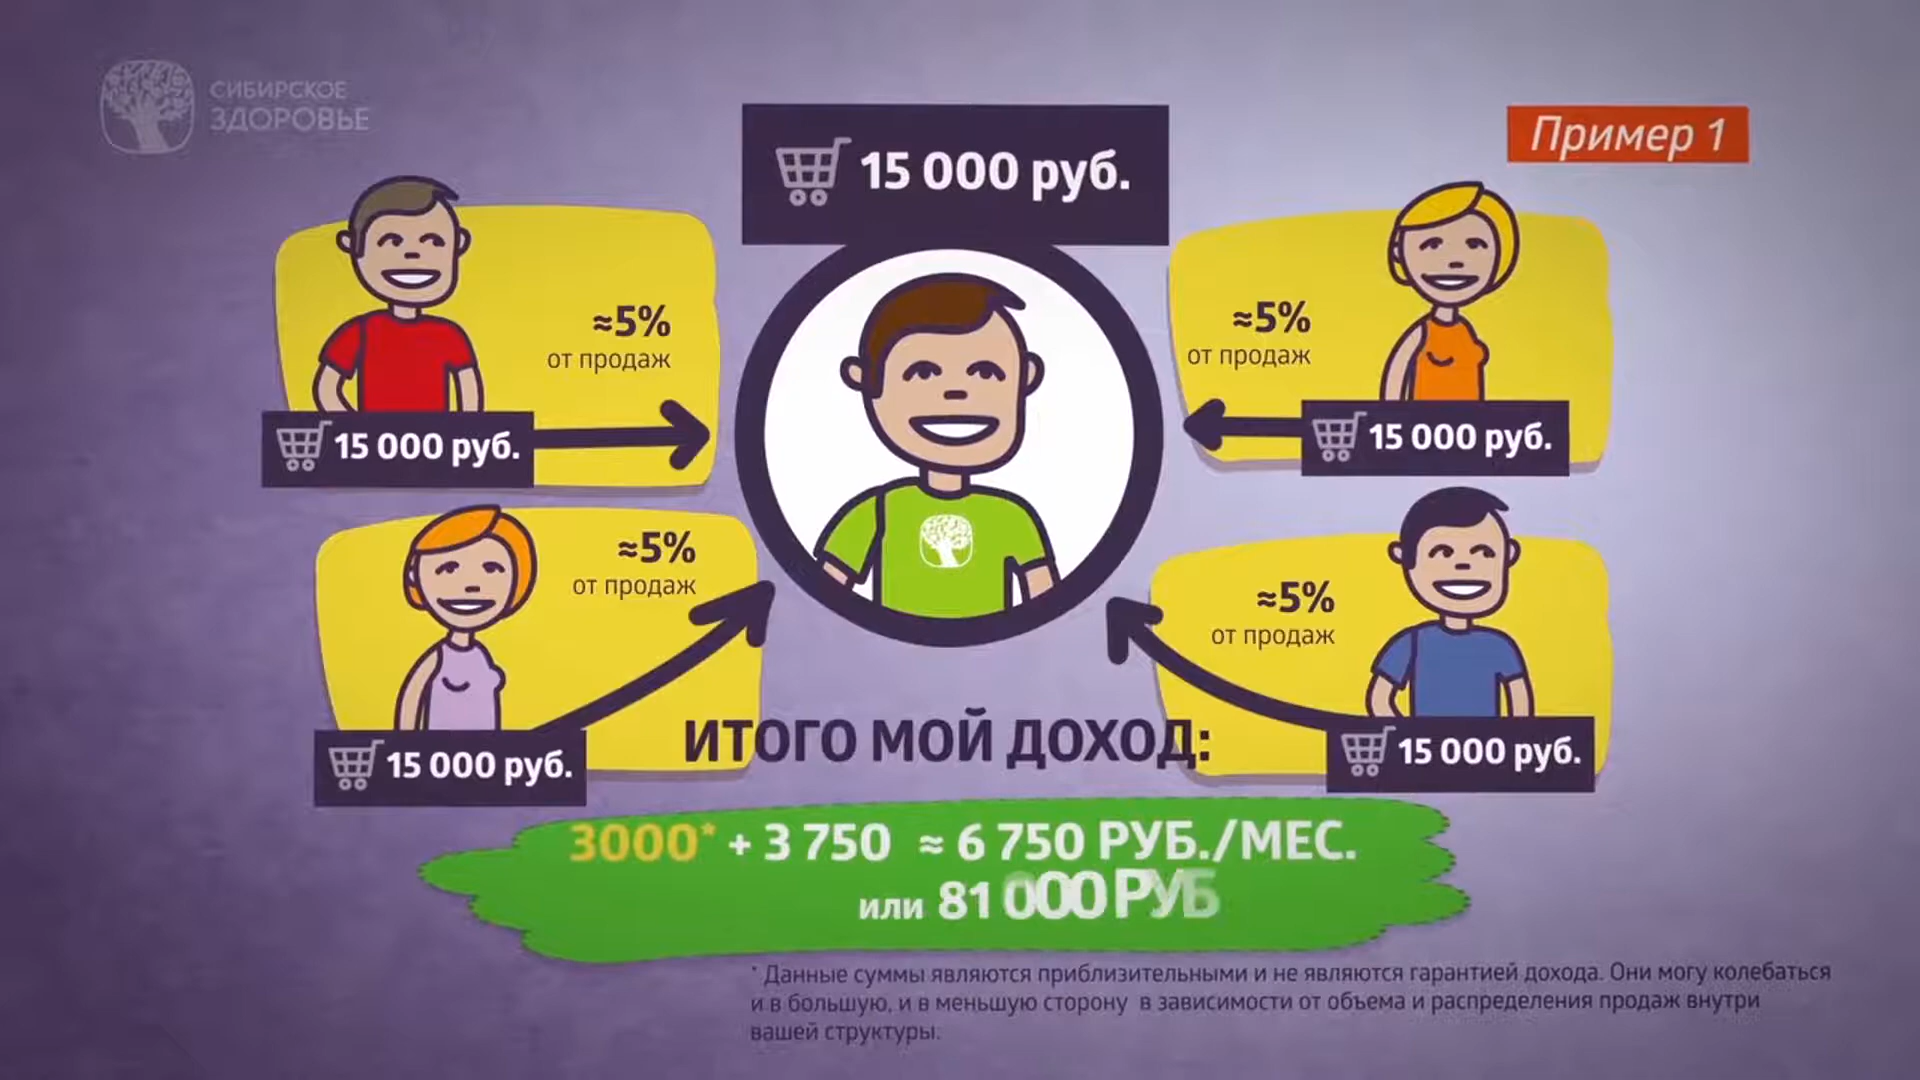 СИБИРСКОЕ
ЗДОРОВЬЕ
15 000 руб.
Пример 1
≈5%
от продаж
15 000 руб.
≈5%
от продаж
15 000 руб.
≈5%
от продаж
15 000 руб.
≈5%
от продаж
15 000 руб.
ИТОГО МОЙ ДОХОД:
3000* + 3 750 ≈ 6 750 РУБ./МЕС.
или 81 000 РУБ
* Данные суммы являются приблизительными и не являются гарантией дохода. Они могу колебаться
и в большую, и в меньшую сторону в зависимости от объема и распределения продаж внутри
вашей структуры.